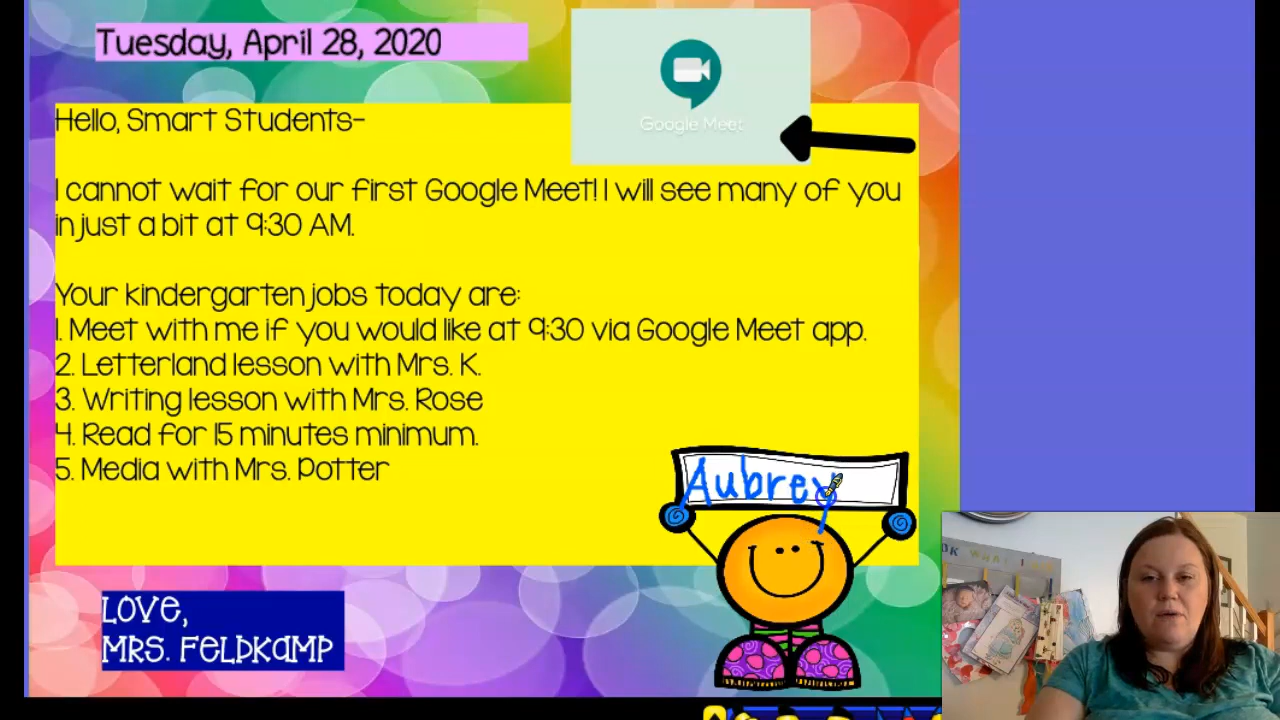 Tuesday, April 28, 2020
Google Meet
Hello, Smart Students-
I cannot wait for our first Google Meet! I will see many of you
in just a bit at 9:30 AM.
Your kindergarten jobs today are:
1. Meet with me if you would like at 9:30 via Google Meet app.
2. Letterland lesson with Mrs. K.
3. Writing lesson with Mrs. Rose
4. Read for 15 minutes minimum.
5. Media with Mrs. Potter
Aubrey
LOVE,
MRS. FELDKAMP